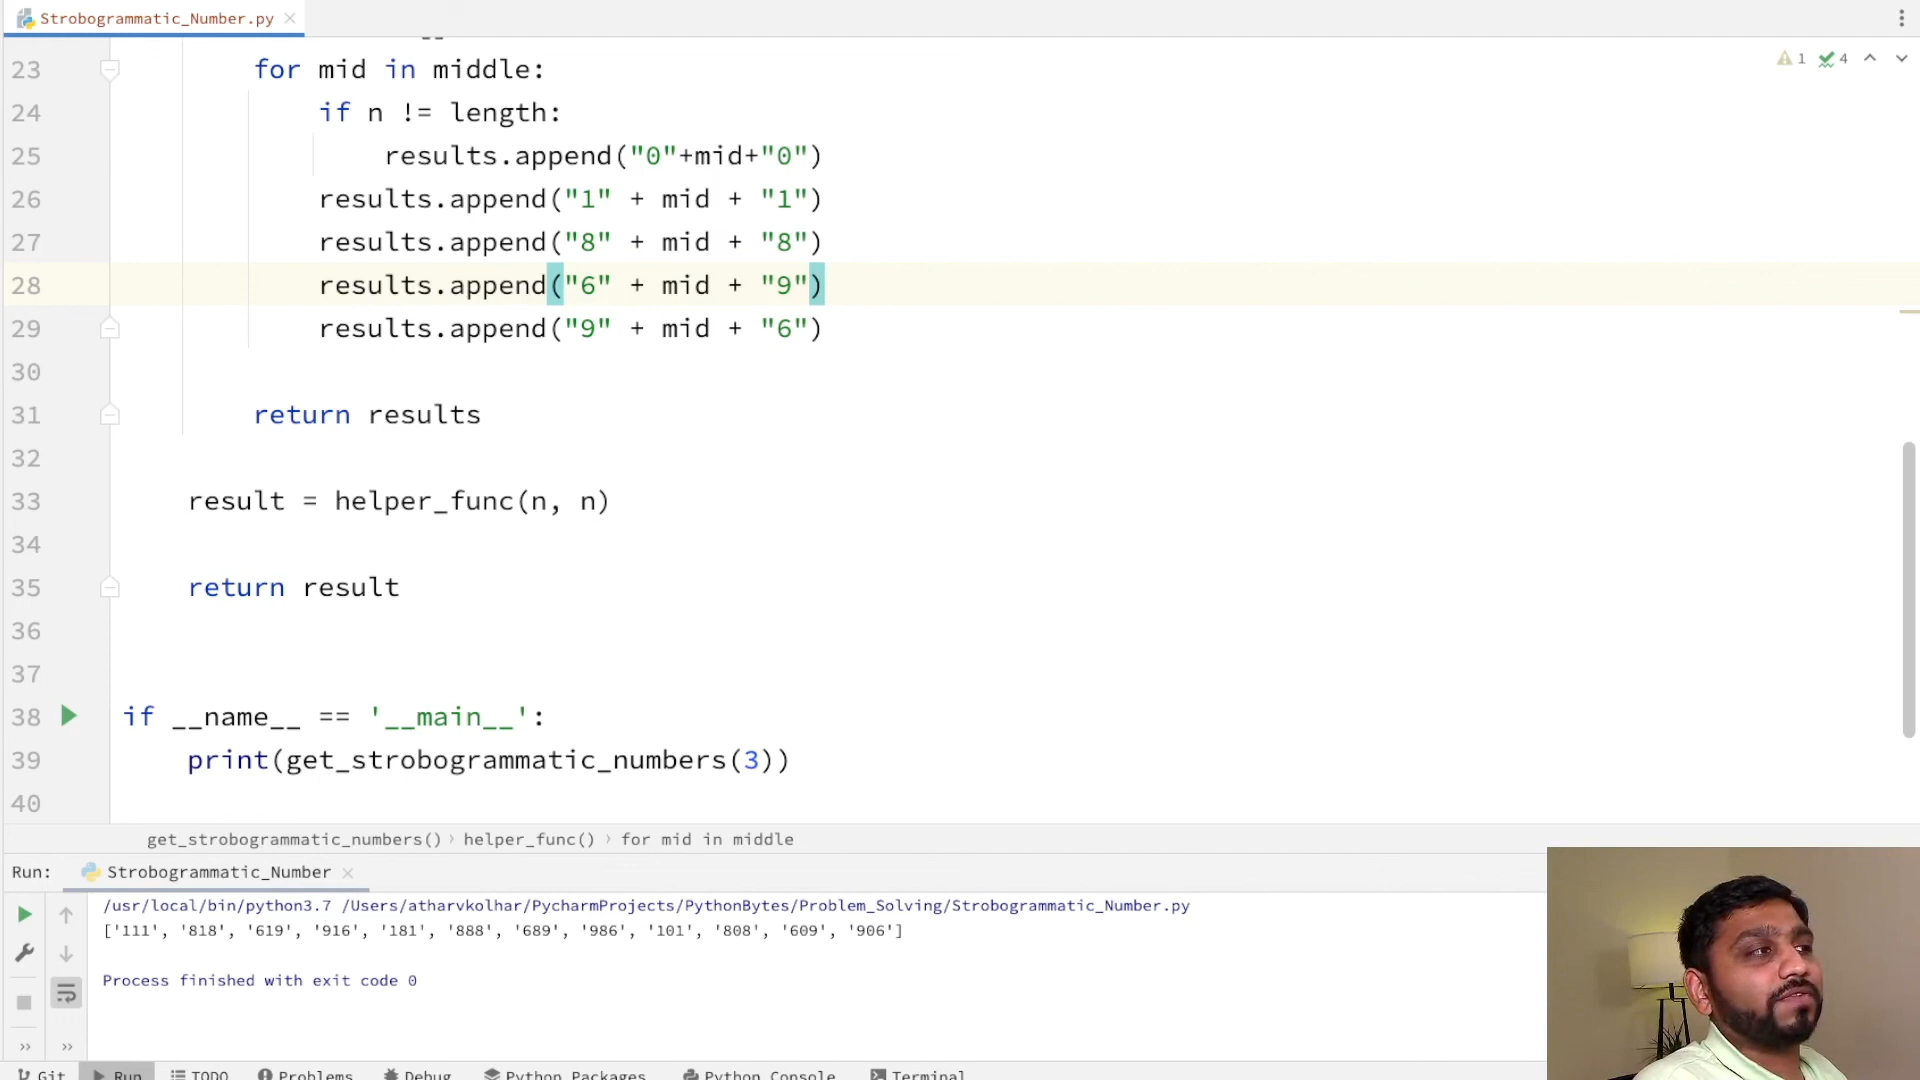 Strobogrammatic_Number.py
1 4
23 for mid in middle:
24 if n != length:
25 results.append("0"+mid+"0")
26 results.append("1" + mid + "1")
27 results.append("8" + mid + "8")
28 results.append("6" + mid + "9")
29 results.append("9" + mid + "6")
30
31 return results
32
33 result = helper_func(n, n)
34
35 return result
36
37
38 if __name__ == '__main__':
39 print(get_strobogrammatic_numbers(3))
40
get_strobogrammatic_numbers() › helper_func() › for mid in middle
Run: Strobogrammatic_Number
/usr/local/bin/python3.7 /Users/atharvkolhar/PycharmProjects/PythonBytes/Problem_Solving/Strobogrammatic_Number.py
['111', '818', '619', '916', '181', '888', '689', '986', '101', '808', '609', '906']
Process finished with exit code 0
Git Run TODO Problems Debug Python Packages Python Console Terminal